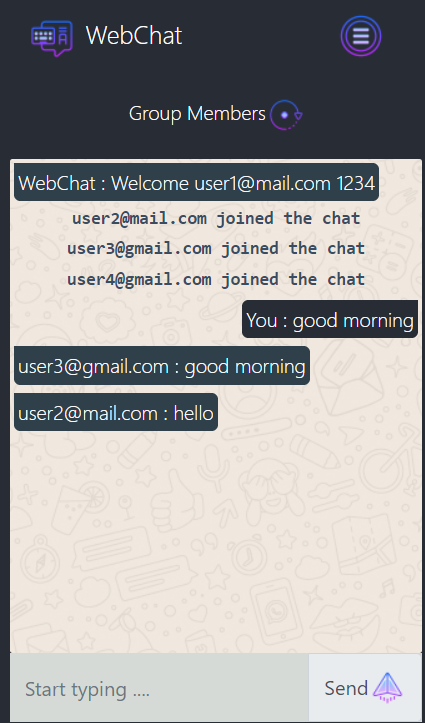 WebChat
Group Members
WebChat : Welcome user1@mail.com 1234
user2@mail.com joined the chat
user3@gmail.com joined the chat
user4@gmail.com joined the chat
You : good morning
user3@gmail.com : good morning
user2@mail.com : hello
Start typing ....
Send